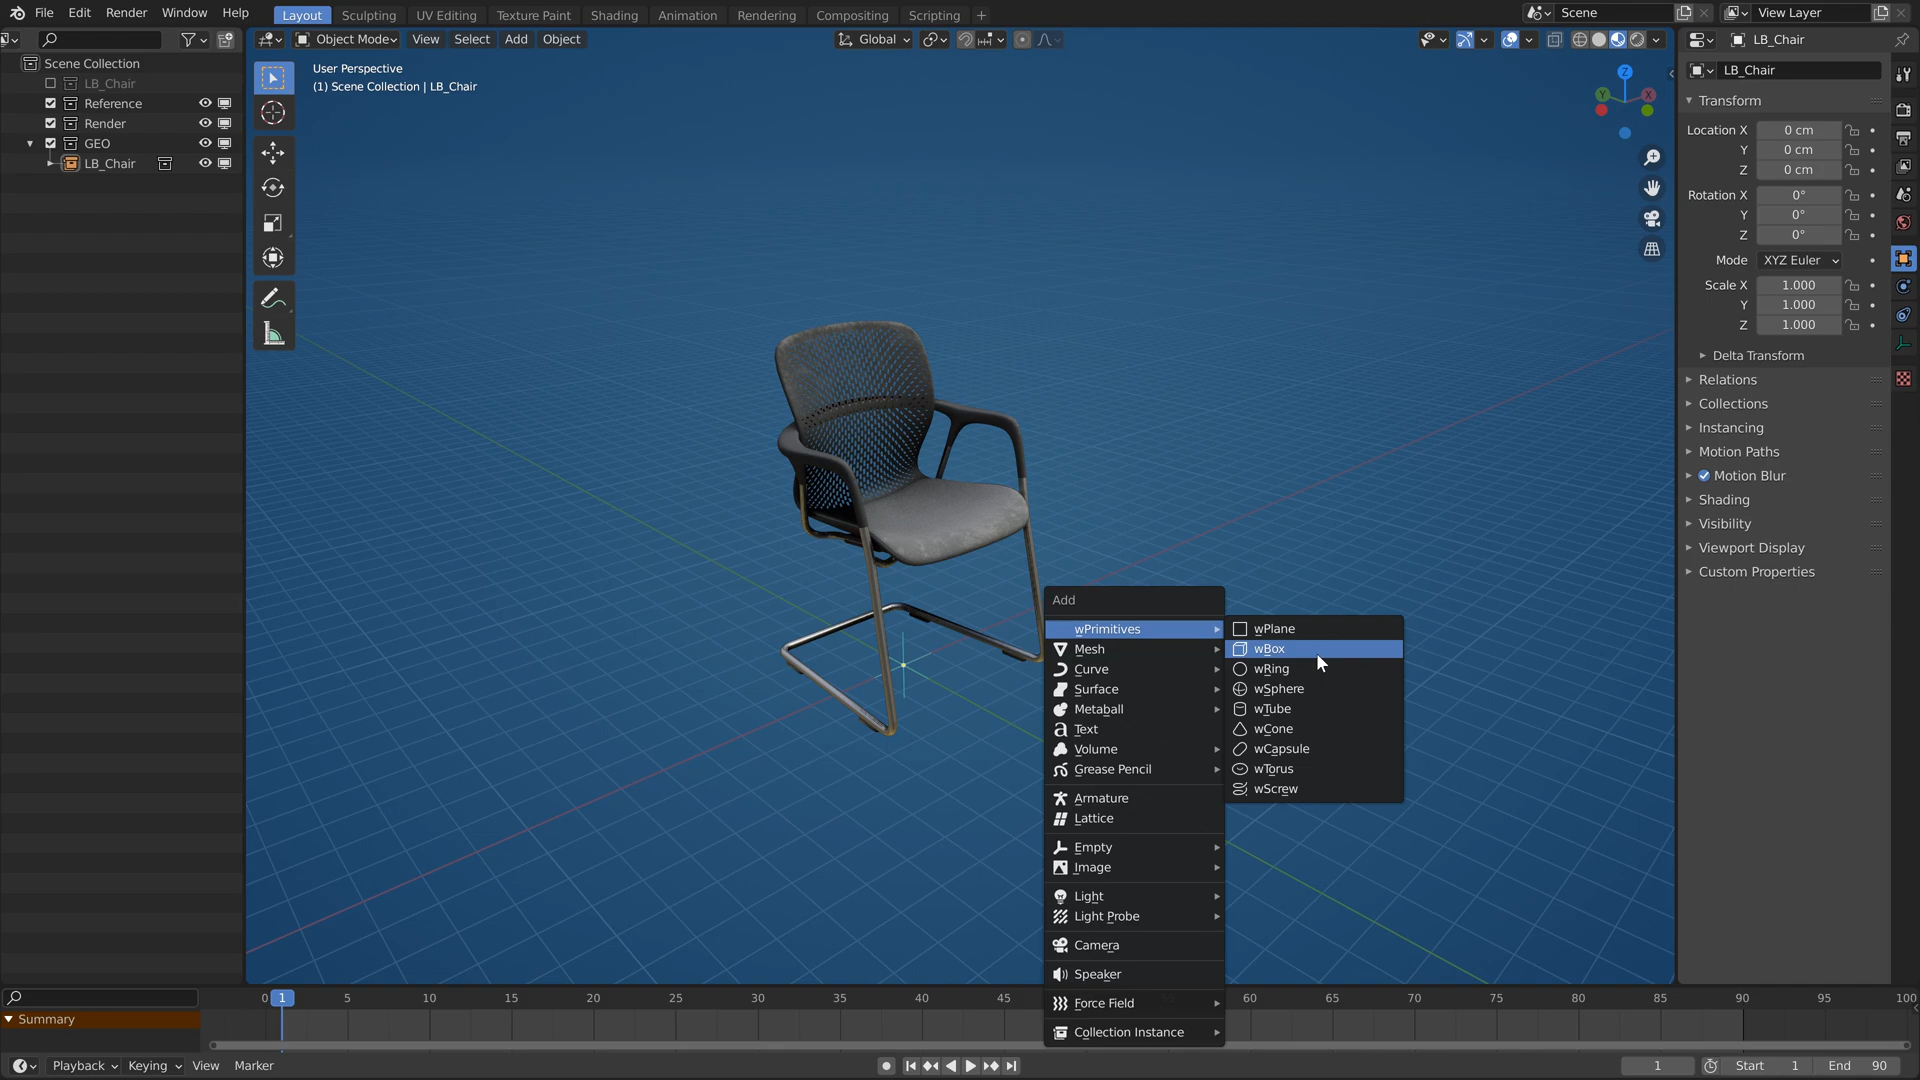 File Edit Render Window Help
Layout Sculpting UV Editing Texture Paint Shading Animation Rendering Compositing Scripting +
Scene
View Layer
Object Mode View Select Add Object
Global
LB_Chair
Scene Collection
LB_Chair
Reference
Render
GEO
LB_Chair
User Perspective
(1) Scene Collection | LB_Chair
Z
Y
X
LB_Chair
Transform
Location X 0 cm
Y 0 cm
Z 0 cm
Rotation X 0°
Y 0°
Z 0°
Mode XYZ Euler
Scale X 1.000
Y 1.000
Z 1.000
Delta Transform
Relations
Collections
Instancing
Motion Paths
Motion Blur
Shading
Visibility
Viewport Display
Custom Properties
Add
wPrimitives
Mesh
Curve
Surface
Metaball
Text
Volume
Grease Pencil
Armature
Lattice
Empty
Image
Light
Light Probe
Camera
Speaker
Force Field
Collection Instance
wPlane
wBox
wRing
wSphere
wTube
wCone
wCapsule
wTorus
wScrew
0 1 5 10 15 20 25 30 35 40 45 60 65 70 75 80 85 90 95 100
Summary
Playback Keying View Marker
1 Start 1 End 90